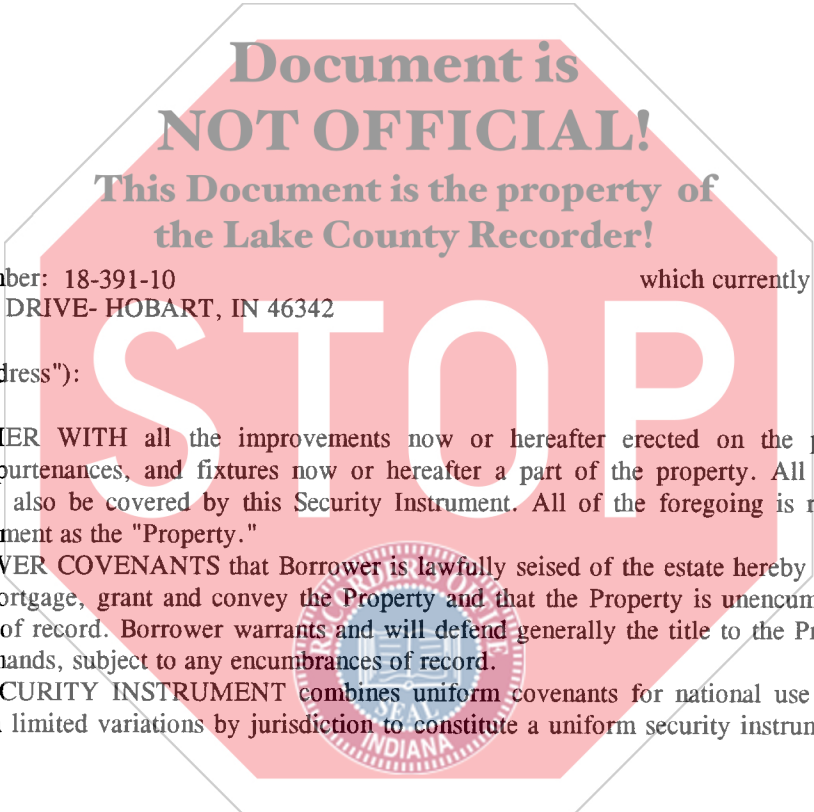 Document is
NOT OFFICIAL!
This Document is the property of
the Lake County Recorder!
ber: 18-391-10 which currently
DRIVE- HOBART, IN 46342
dress"):
STOP
ER WITH all the improvements now or hereafter erected on the p
purtenances, and fixtures now or hereafter a part of the property. All
also be covered by this Security Instrument. All of the foregoing is r
ment as the "Property."
VER COVENANTS that Borrower is lawfully seised of the estate hereby
ortgage, grant and convey the Property and that the Property is unencum
of record. Borrower warrants and will defend generally the title to the Pr
ands, subject to any encumbrances of record.
CURITY INSTRUMENT combines uniform covenants for national use
limited variations by jurisdiction to constitute a uniform security instrum
RECORDER'S OFFICE
SEAL
INDIANA